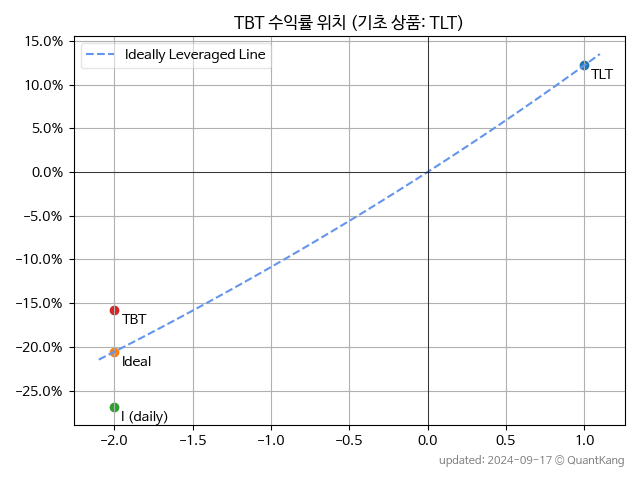 TBT 수익률 위치 (기초 상품: TLT)
15.0%
10.0%
5.0%
0.0%
−5.0%
−10.0%
−15.0%
−20.0%
−25.0%
Ideally Leveraged Line
TLT
TBT
Ideal
I (daily)
−2.0 −1.5 −1.0 −0.5 0.0 0.5 1.0
updated: 2024-09-17 © QuantKang